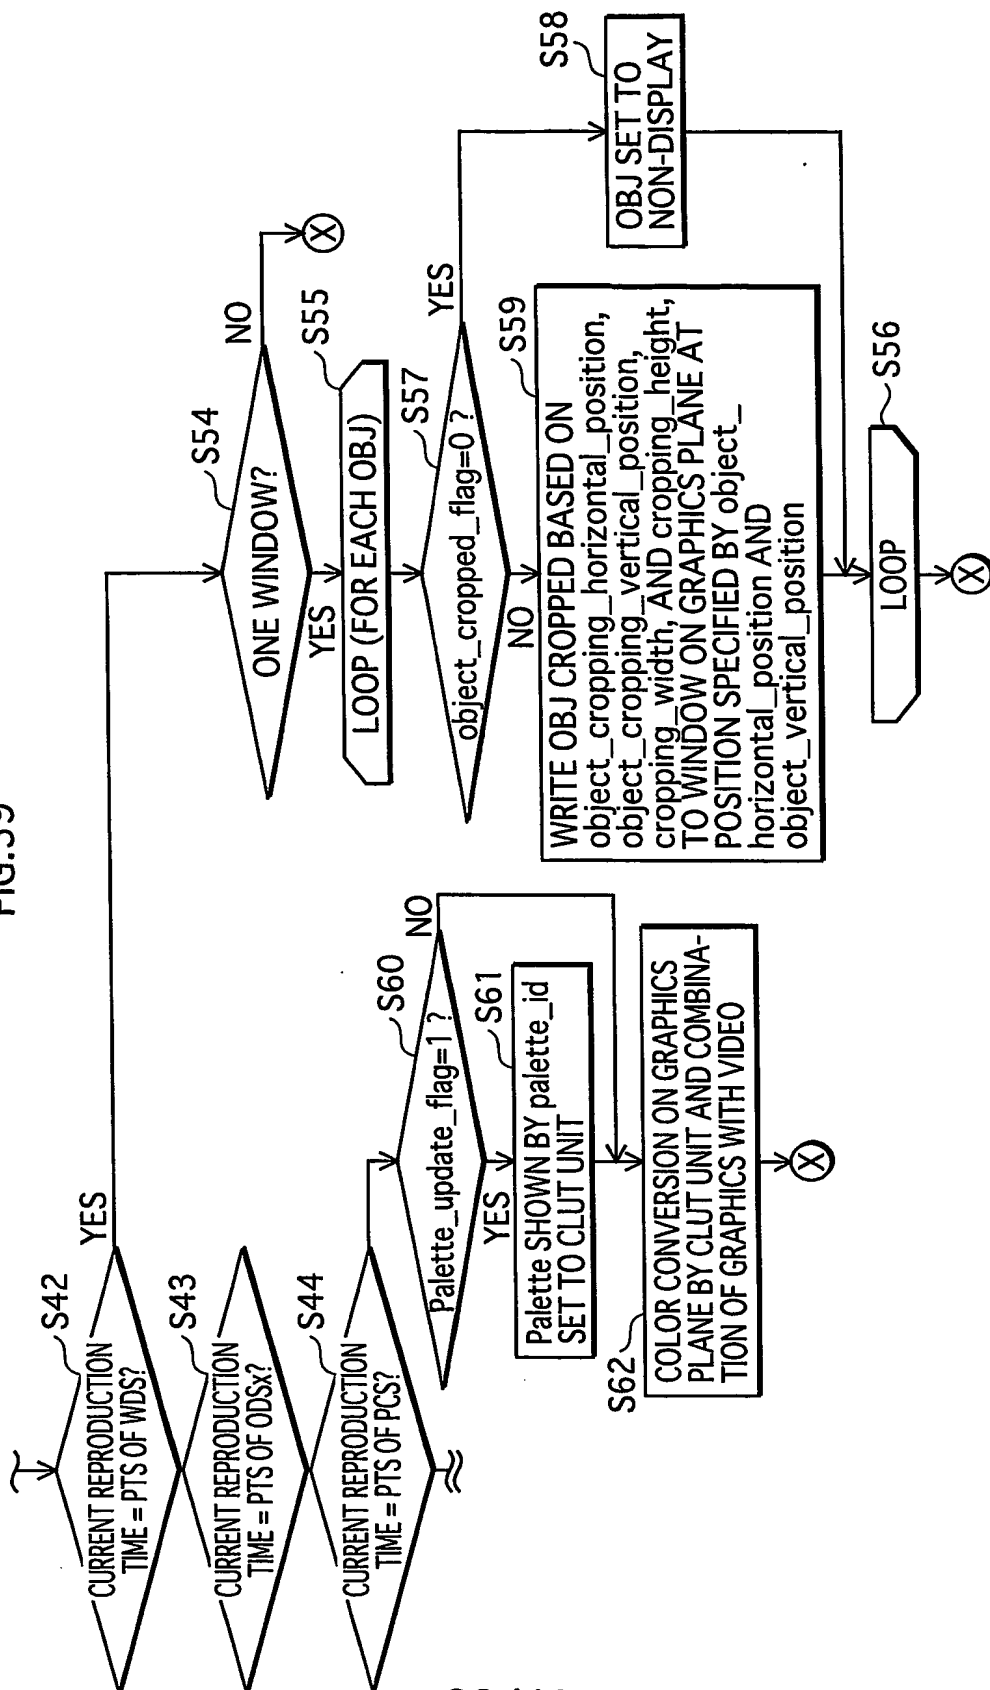 FIG.39
S42
CURRENT REPRODUCTION
TIME = PTS OF WDS?
YES
S43
CURRENT REPRODUCTION
TIME = PTS OF ODSx?
S44
CURRENT REPRODUCTION
TIME = PTS OF PCS?
S54
ONE WINDOW?
NO
X
YES
S55
LOOP (FOR EACH OBJ)
S57
object_cropped_flag=0 ?
YES
S58
OBJ SET TO
NON-DISPLAY
NO
S59
WRITE OBJ CROPPED BASED ON
object_cropping_horizontal_position,
object_cropping_vertical_position,
cropping_width, AND cropping_height,
TO WINDOW ON GRAPHICS PLANE AT
POSITION SPECIFIED BY object_
horizontal_position AND
object_vertical_position
S56
LOOP
X
S60
Palette_update_flag=1 ?
NO
YES
S61
Palette SHOWN BY palette_id
SET TO CLUT UNIT
S62
COLOR CONVERSION ON GRAPHICS
PLANE BY CLUT UNIT AND COMBINA-
TION OF GRAPHICS WITH VIDEO
X